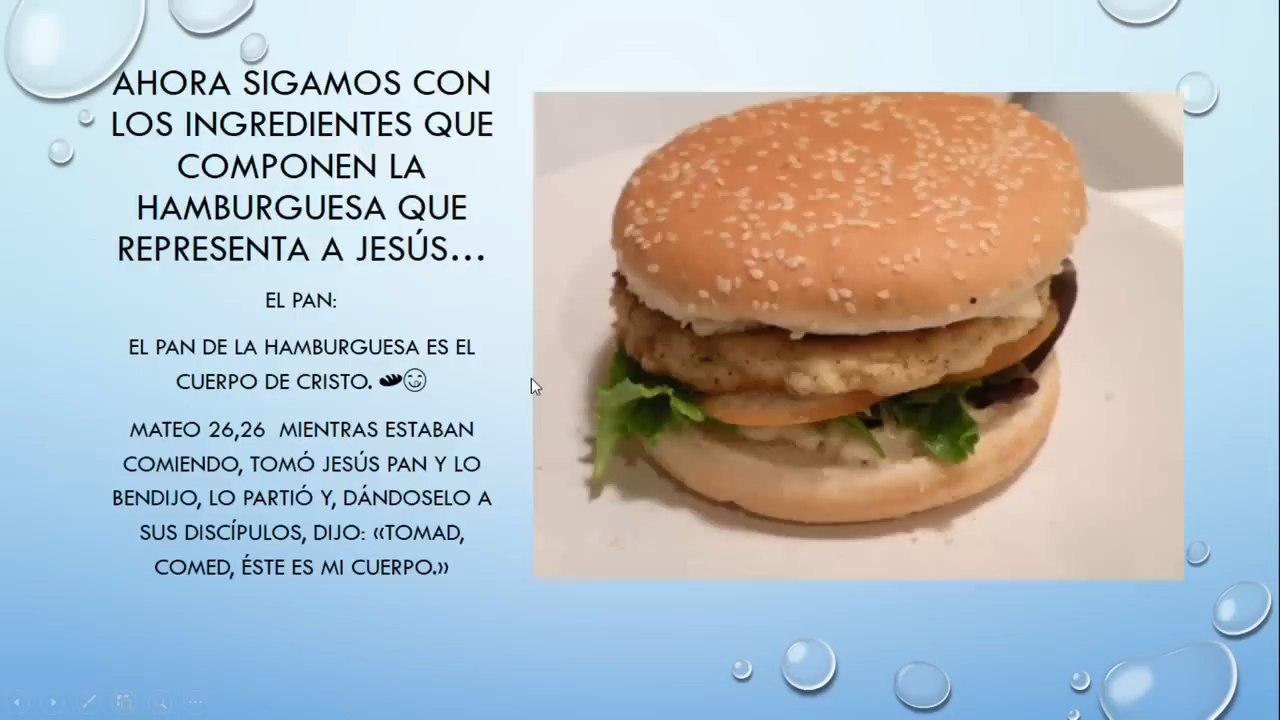 AHORA SIGAMOS CON
LOS INGREDIENTES QUE
COMPONEN LA
HAMBURGUESA QUE
REPRESENTA A JESÚS...
EL PAN:
EL PAN DE LA HAMBURGUESA ES EL
CUERPO DE CRISTO. 🥖😋
MATEO 26,26 MIENTRAS ESTABAN
COMIENDO, TOMÓ JESÚS PAN Y LO
BENDIJO, LO PARTIÓ Y, DÁNDOSELO A
SUS DISCÍPULOS, DIJO: «TOMAD,
COMED, ÉSTE ES MI CUERPO.»